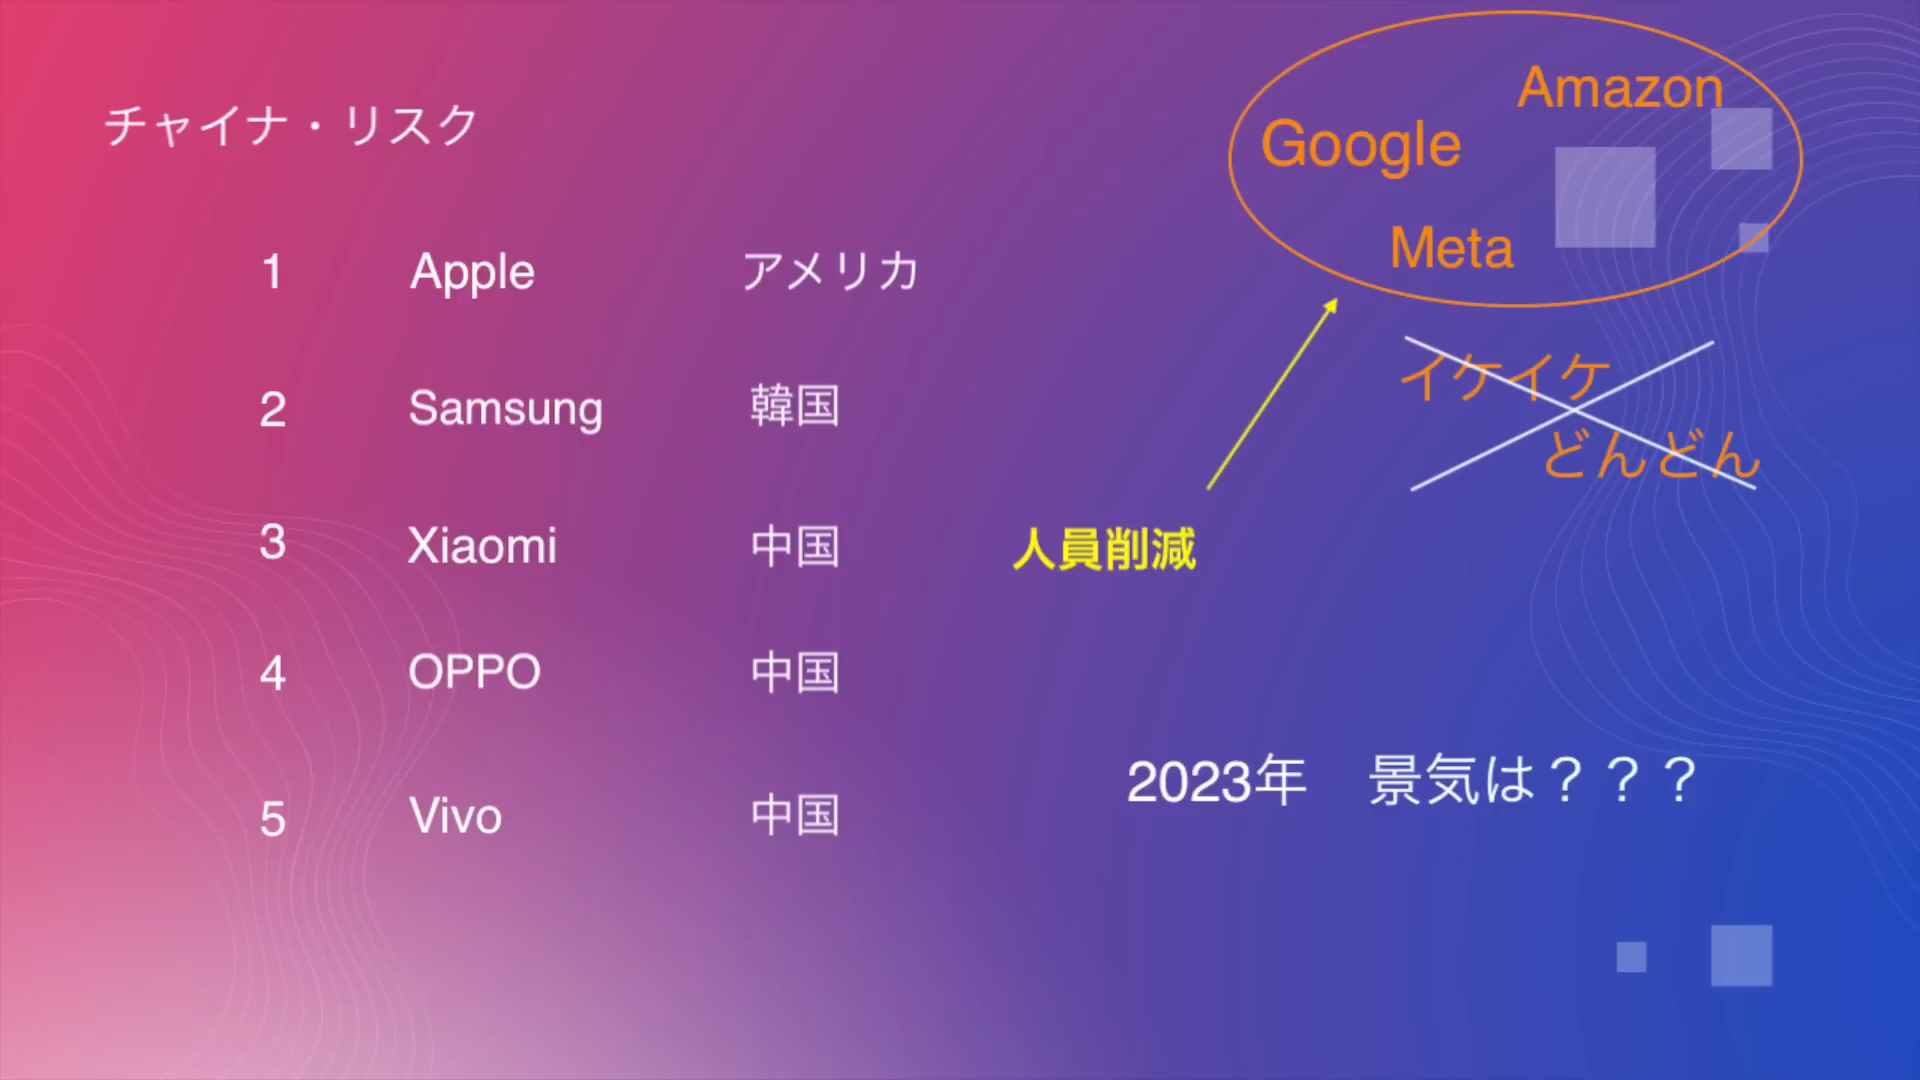 チャイナ・リスク
1 Apple アメリカ
2 Samsung 韓国
3 Xiaomi 中国
4 OPPO 中国
5 Vivo 中国
Amazon
Google
Meta
イケイケ
どんどん
人員削減
2023年 景気は？？？